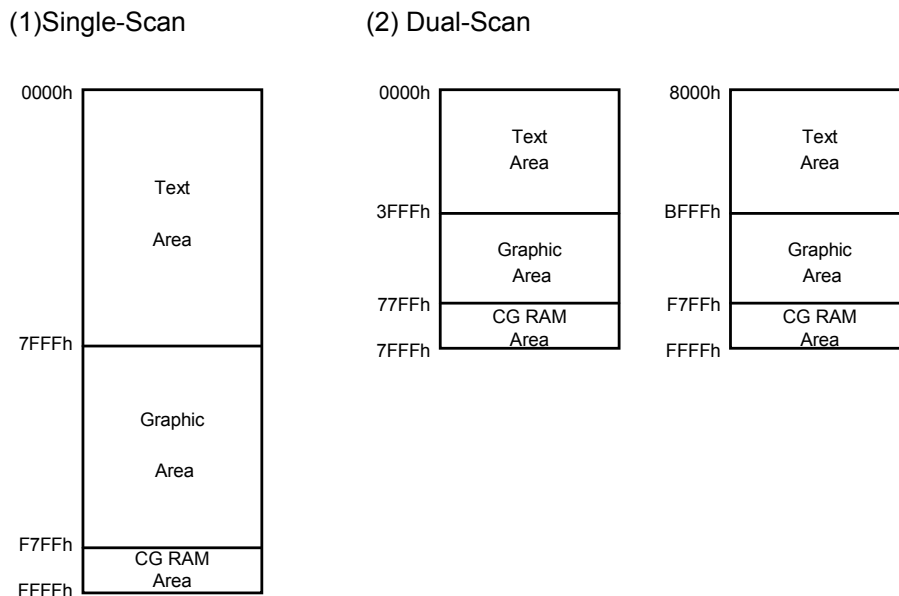 (1)Single-Scan
0000h
Text
Area
7FFFh
Graphic
Area
F7FFh
CG RAM
Area
FFFFh
(2) Dual-Scan
0000h
Text
Area
3FFFh
Graphic
Area
77FFh
CG RAM
Area
7FFFh
8000h
Text
Area
BFFFh
Graphic
Area
F7FFh
CG RAM
Area
FFFFh